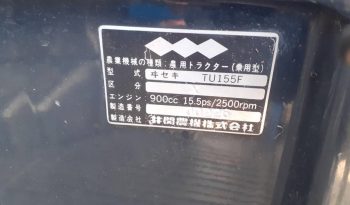 農業機械の種類：農用トラクター（乗用型）
型式 ヰセキ TU155F
区分
エンジン 900cc 15.5ps/2500rpm
製造番号
製造会社 井関農機株式会社